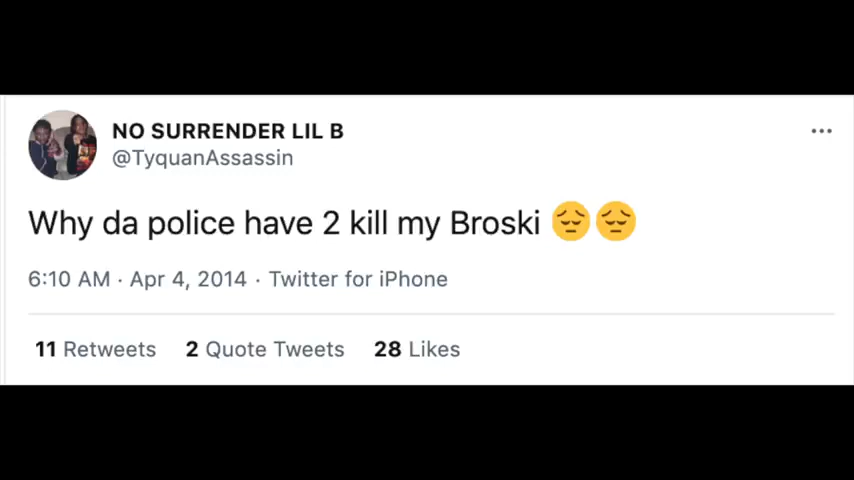 NO SURRENDER LIL B
@TyquanAssassin
Why da police have 2 kill my Broski 😔😔
6:10 AM · Apr 4, 2014 · Twitter for iPhone
11 Retweets 2 Quote Tweets 28 Likes